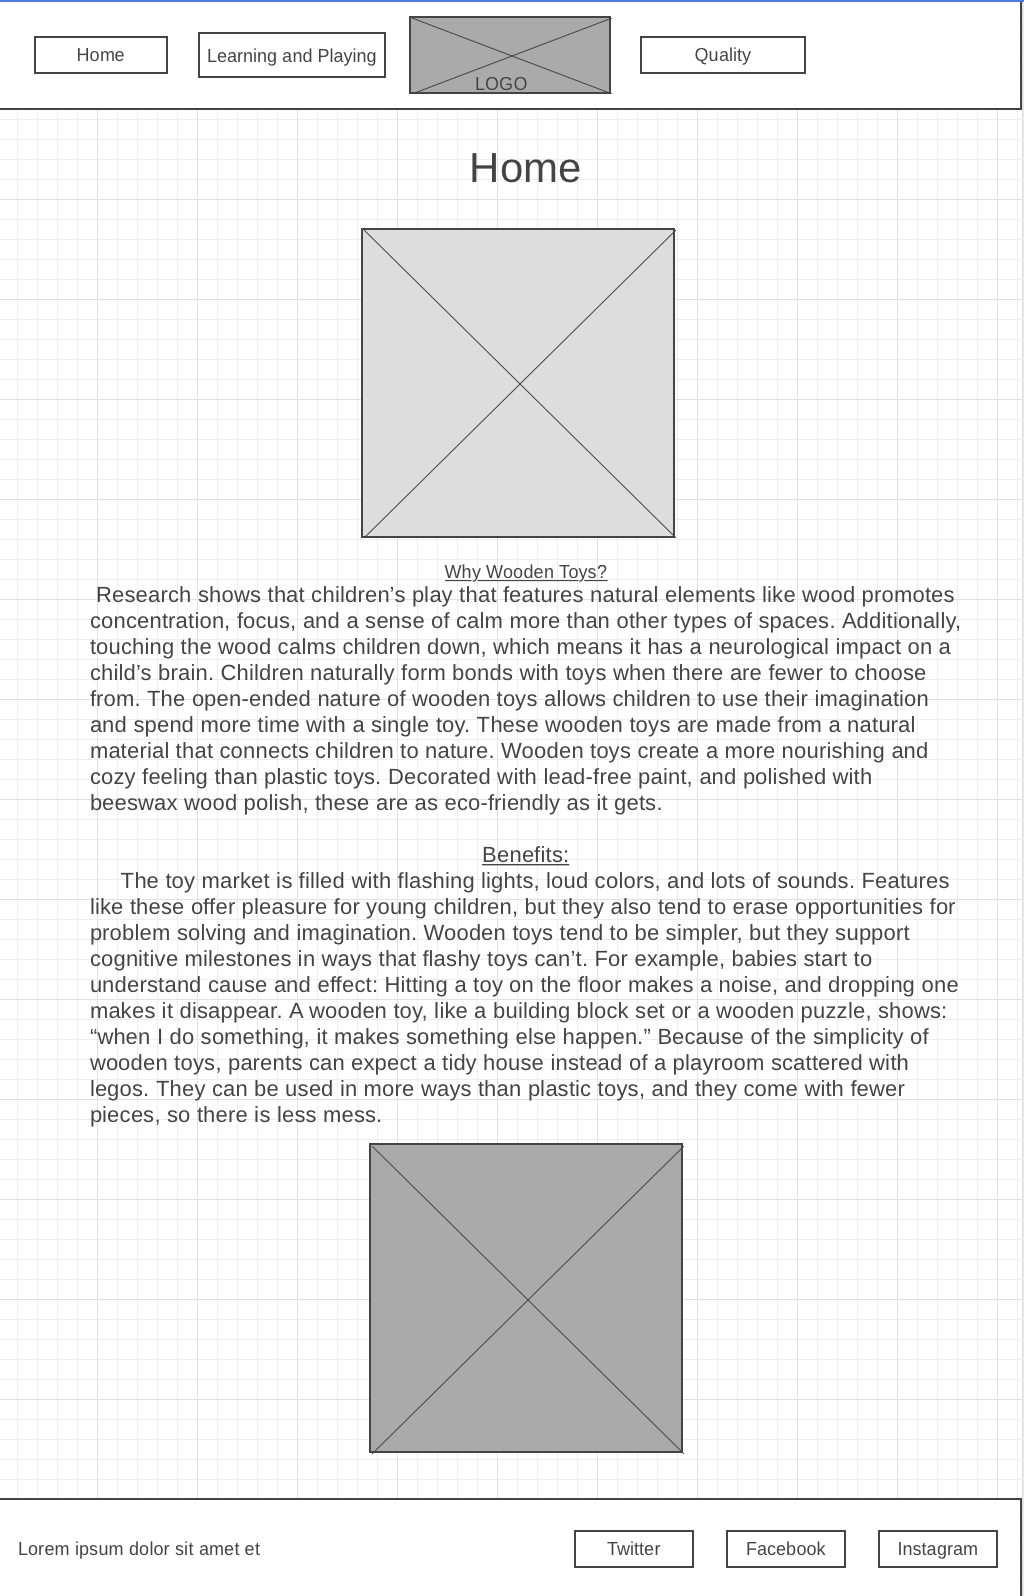 Home
Learning and Playing
LOGO
Quality
Home
Why Wooden Toys?
Research shows that children’s play that features natural elements like wood promotes
concentration, focus, and a sense of calm more than other types of spaces. Additionally,
touching the wood calms children down, which means it has a neurological impact on a
child’s brain. Children naturally form bonds with toys when there are fewer to choose
from. The open-ended nature of wooden toys allows children to use their imagination
and spend more time with a single toy. These wooden toys are made from a natural
material that connects children to nature. Wooden toys create a more nourishing and
cozy feeling than plastic toys. Decorated with lead-free paint, and polished with
beeswax wood polish, these are as eco-friendly as it gets.
Benefits:
The toy market is filled with flashing lights, loud colors, and lots of sounds. Features
like these offer pleasure for young children, but they also tend to erase opportunities for
problem solving and imagination. Wooden toys tend to be simpler, but they support
cognitive milestones in ways that flashy toys can’t. For example, babies start to
understand cause and effect: Hitting a toy on the floor makes a noise, and dropping one
makes it disappear. A wooden toy, like a building block set or a wooden puzzle, shows:
“when I do something, it makes something else happen.” Because of the simplicity of
wooden toys, parents can expect a tidy house instead of a playroom scattered with
legos. They can be used in more ways than plastic toys, and they come with fewer
pieces, so there is less mess.
Lorem ipsum dolor sit amet et
Twitter
Facebook
Instagram